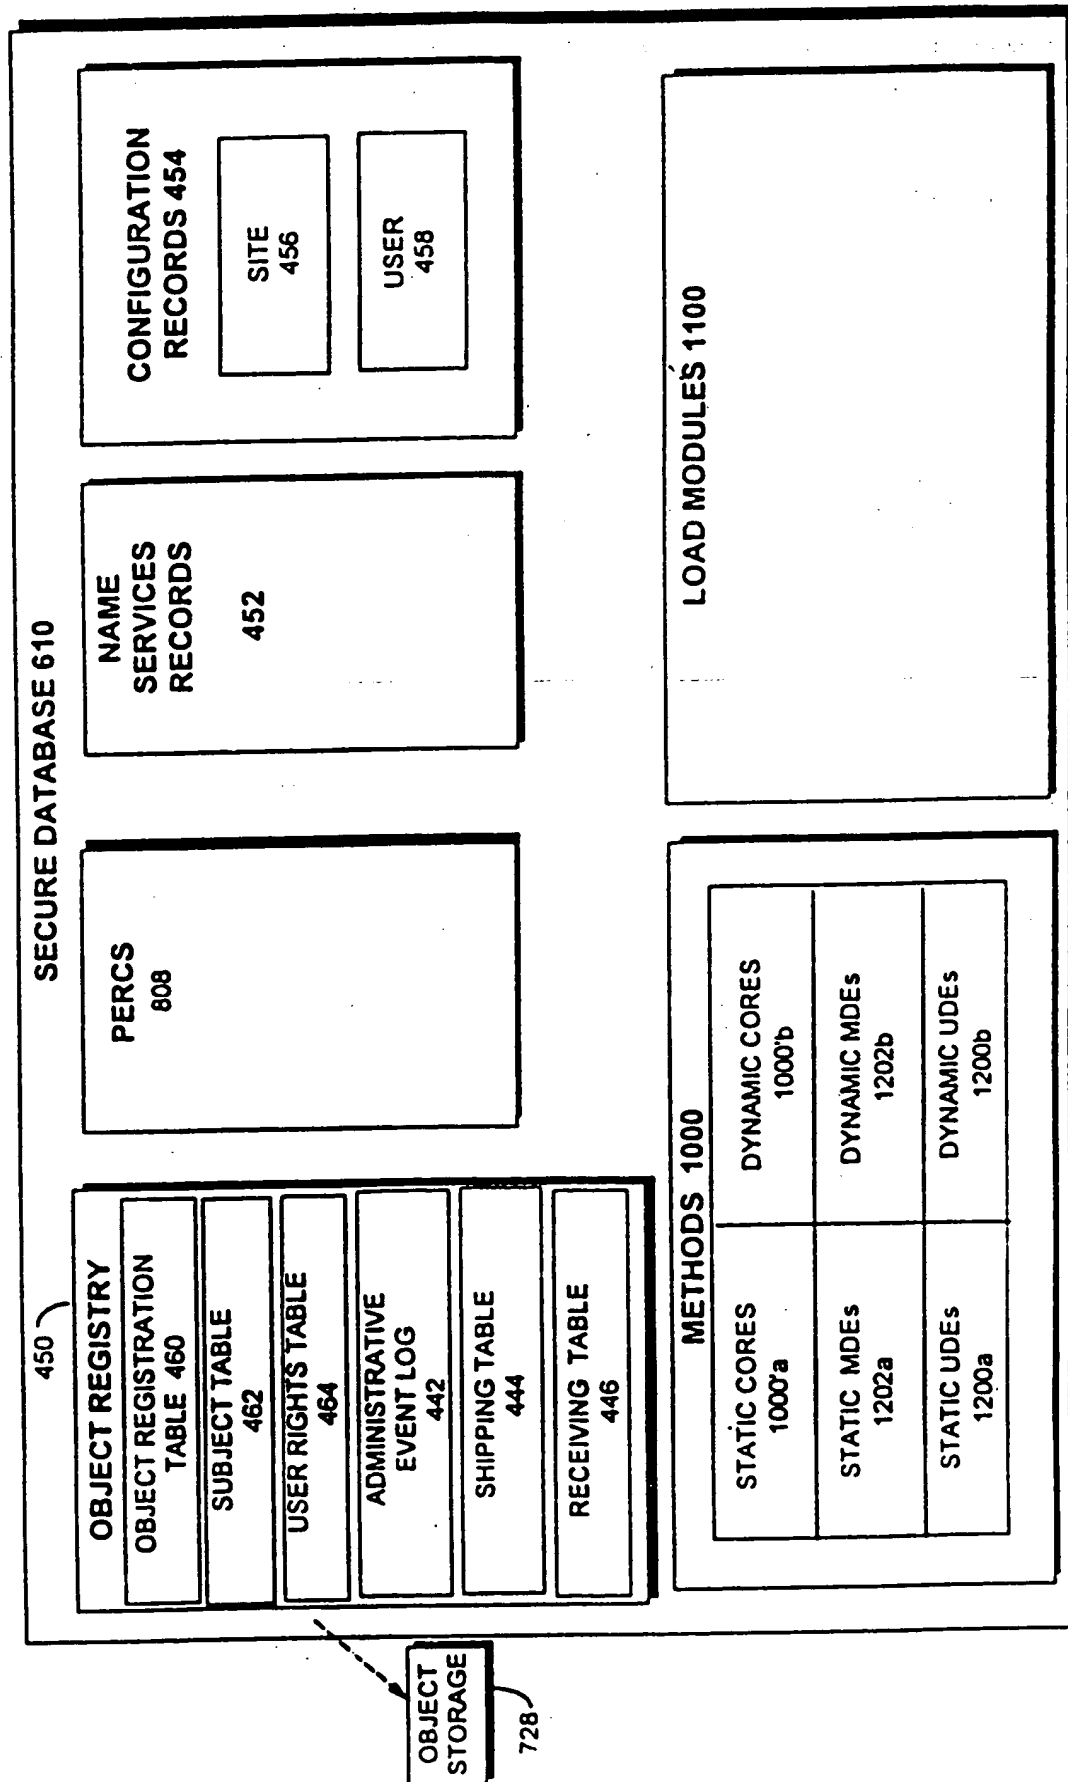 SECURE DATABASE 610
450
OBJECT REGISTRY
OBJECT REGISTRATION
TABLE 460
SUBJECT TABLE
462
USER RIGHTS TABLE
464
ADMINISTRATIVE
EVENT LOG
442
SHIPPING TABLE
444
RECEIVING TABLE
446
OBJECT
STORAGE
728
PERCS
808
NAME
SERVICES
RECORDS
452
CONFIGURATION
RECORDS 454
SITE
456
USER
458
METHODS 1000
STATIC CORES
1000'a
DYNAMIC CORES
1000'b
STATIC MDEs
1202a
DYNAMIC MDEs
1202b
STATIC UDEs
1200a
DYNAMIC UDEs
1200b
LOAD MODULES 1100